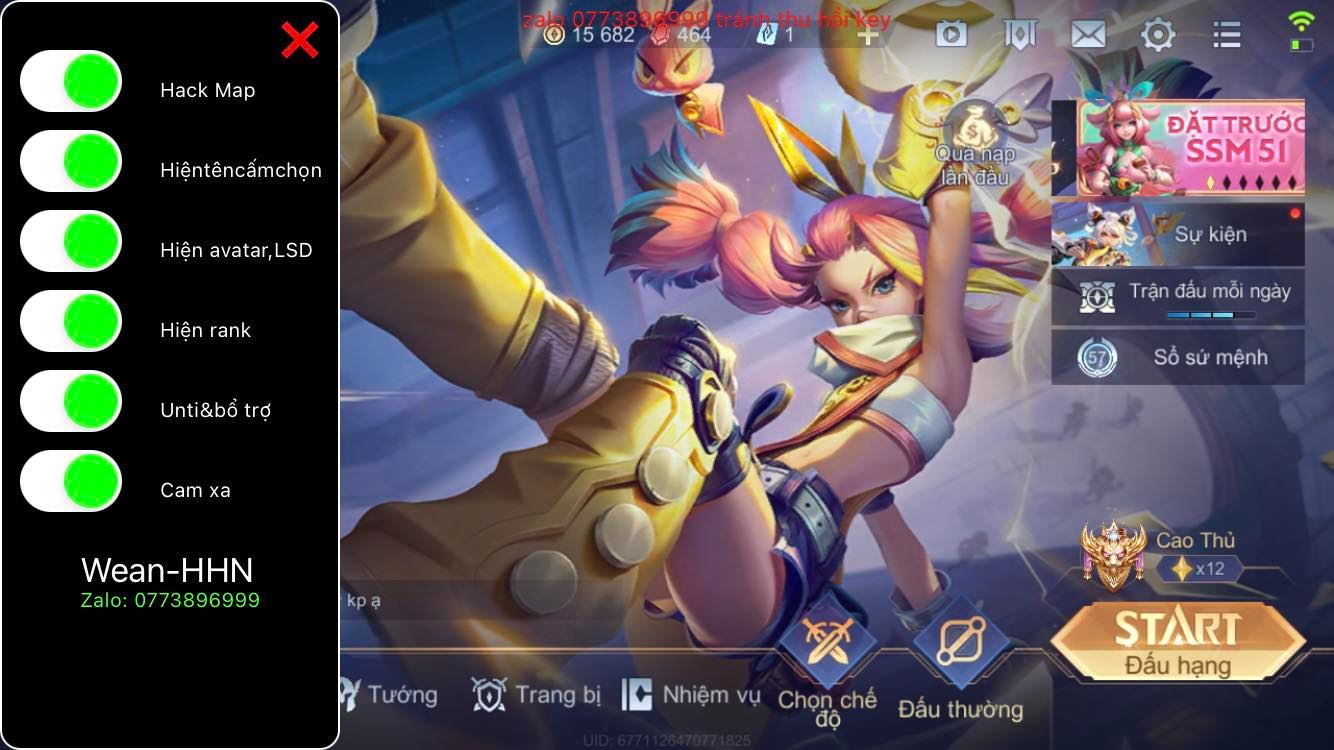 Hack Map
Hiệntêncấmchọn
Hiện avatar,LSD
Hiện rank
Unti&bổ trợ
Cam xa
Wean-HHN
Zalo: 0773896999
zalo 0773896999 tránh thu hồi key
15 682
464
1
Quà nạp
lần đầu
ĐẶT TRƯỚC
SSM 51
Sự kiện
Trận đấu mỗi ngày
57
Sổ sứ mệnh
Cao Thủ
x12
START
Đấu hạng
kp ạ
Tướng
Trang bị
Nhiệm vụ
Chọn chế
độ
Đấu thường
UID: 6771126470771825